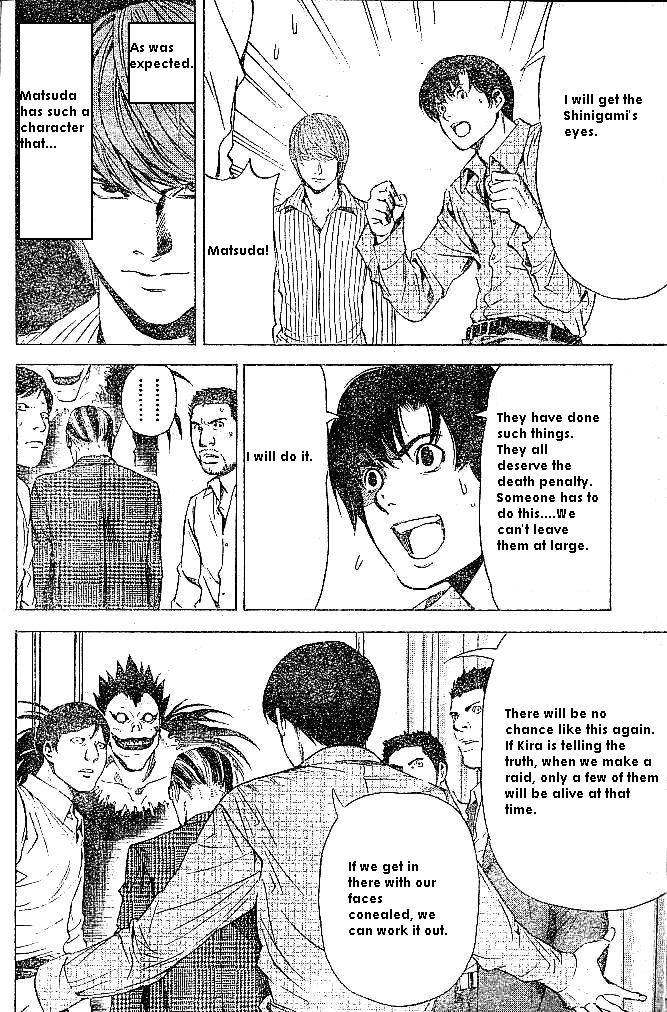 I will get the
Shinigami's
eyes.
Matsuda!
As was
expected.
Matsuda
has such a
character
that...
They have done
such things.
They all
deserve the
death penalty.
Someone has to
do this....We
can't leave
them at large.
I will do it.
There will be no
chance like this again.
If Kira is telling the
truth, when we make a
raid, only a few of them
will be alive at that
time.
If we get in
there with our
faces
conealed, we
can work it out.